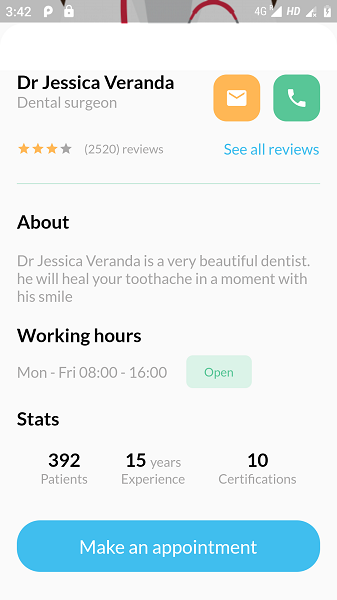 3:42
4G R HD
Dr Jessica Veranda
Dental surgeon
(2520) reviews
See all reviews
About
Dr Jessica Veranda is a very beautiful dentist.
he will heal your toothache in a moment with
his smile
Working hours
Mon - Fri 08:00 - 16:00
Open
Stats
392
15 years
10
Patients
Experience
Certifications
Make an appointment